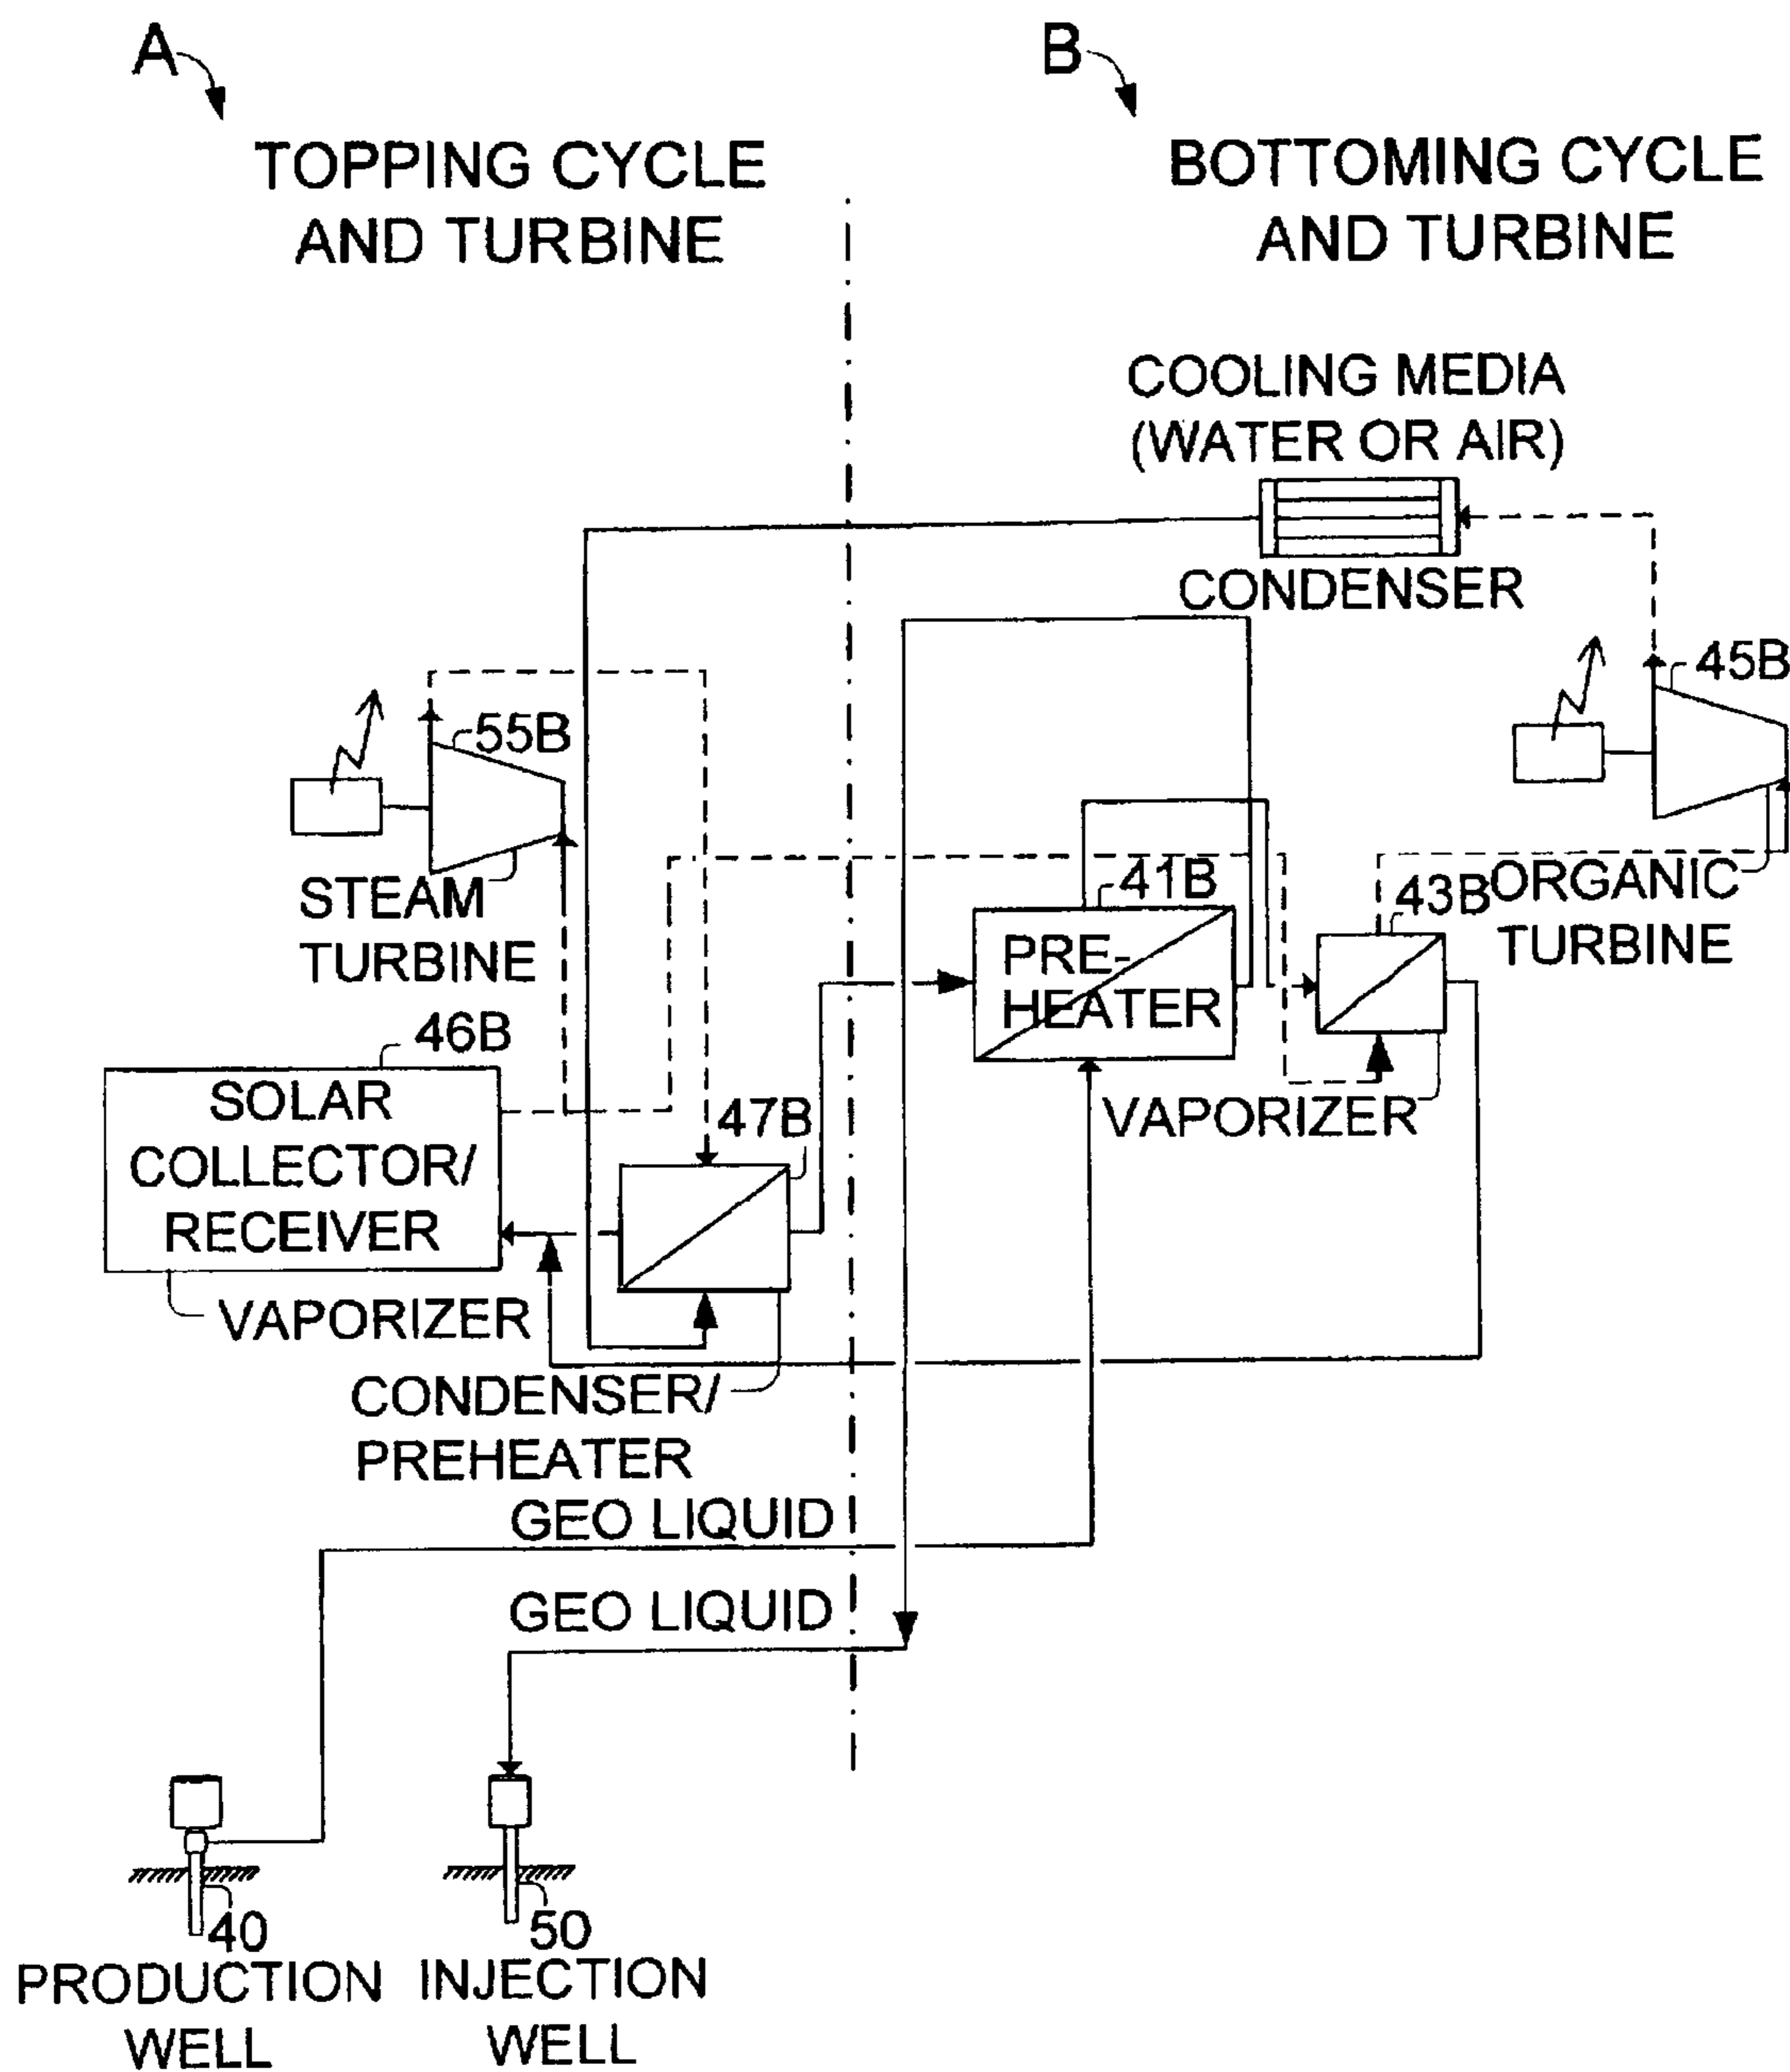 A
B
TOPPING CYCLE
AND TURBINE
BOTTOMING CYCLE
AND TURBINE
COOLING MEDIA
(WATER OR AIR)
CONDENSER
45B
55B
STEAM
TURBINE
41B
43B
ORGANIC
TURBINE
PRE-
HEATER
46B
SOLAR
COLLECTOR/
RECEIVER
47B
VAPORIZER
VAPORIZER
CONDENSER/
PREHEATER
GEO LIQUID
GEO LIQUID
40
50
PRODUCTION
WELL
INJECTION
WELL